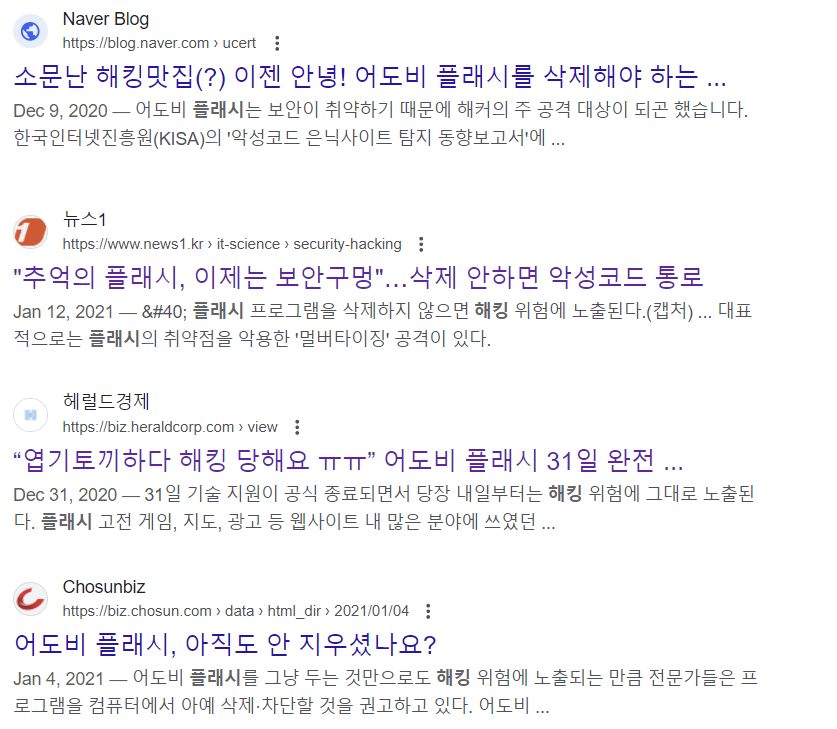 Naver Blog
https://blog.naver.com › ucert
소문난 해킹맛집(?) 이젠 안녕! 어도비 플래시를 삭제해야 하는 ...
Dec 9, 2020 — 어도비 플래시는 보안이 취약하기 때문에 해커의 주 공격 대상이 되곤 했습니다.
한국인터넷진흥원(KISA)의 '악성코드 은닉사이트 탐지 동향보고서'에 ...
뉴스1
https://www.news1.kr › it-science › security-hacking
"추억의 플래시, 이제는 보안구멍"…삭제 안하면 악성코드 통로
Jan 12, 2021 — &#40; 플래시 프로그램을 삭제하지 않으면 해킹 위험에 노출된다.(캡처) ... 대표
적으로는 플래시의 취약점을 악용한 '멀버타이징' 공격이 있다.
헤럴드경제
https://biz.heraldcorp.com › view
“엽기토끼하다 해킹 당해요 ㅠㅠ” 어도비 플래시 31일 완전 ...
Dec 31, 2020 — 31일 기술 지원이 공식 종료되면서 당장 내일부터는 해킹 위험에 그대로 노출된
다. 플래시 고전 게임, 지도, 광고 등 웹사이트 내 많은 분야에 쓰였던 ...
Chosunbiz
https://biz.chosun.com › data › html_dir › 2021/01/04
어도비 플래시, 아직도 안 지우셨나요?
Jan 4, 2021 — 어도비 플래시를 그냥 두는 것만으로도 해킹 위험에 노출되는 만큼 전문가들은 프
로그램을 컴퓨터에서 아예 삭제·차단할 것을 권고하고 있다. 어도비 ...